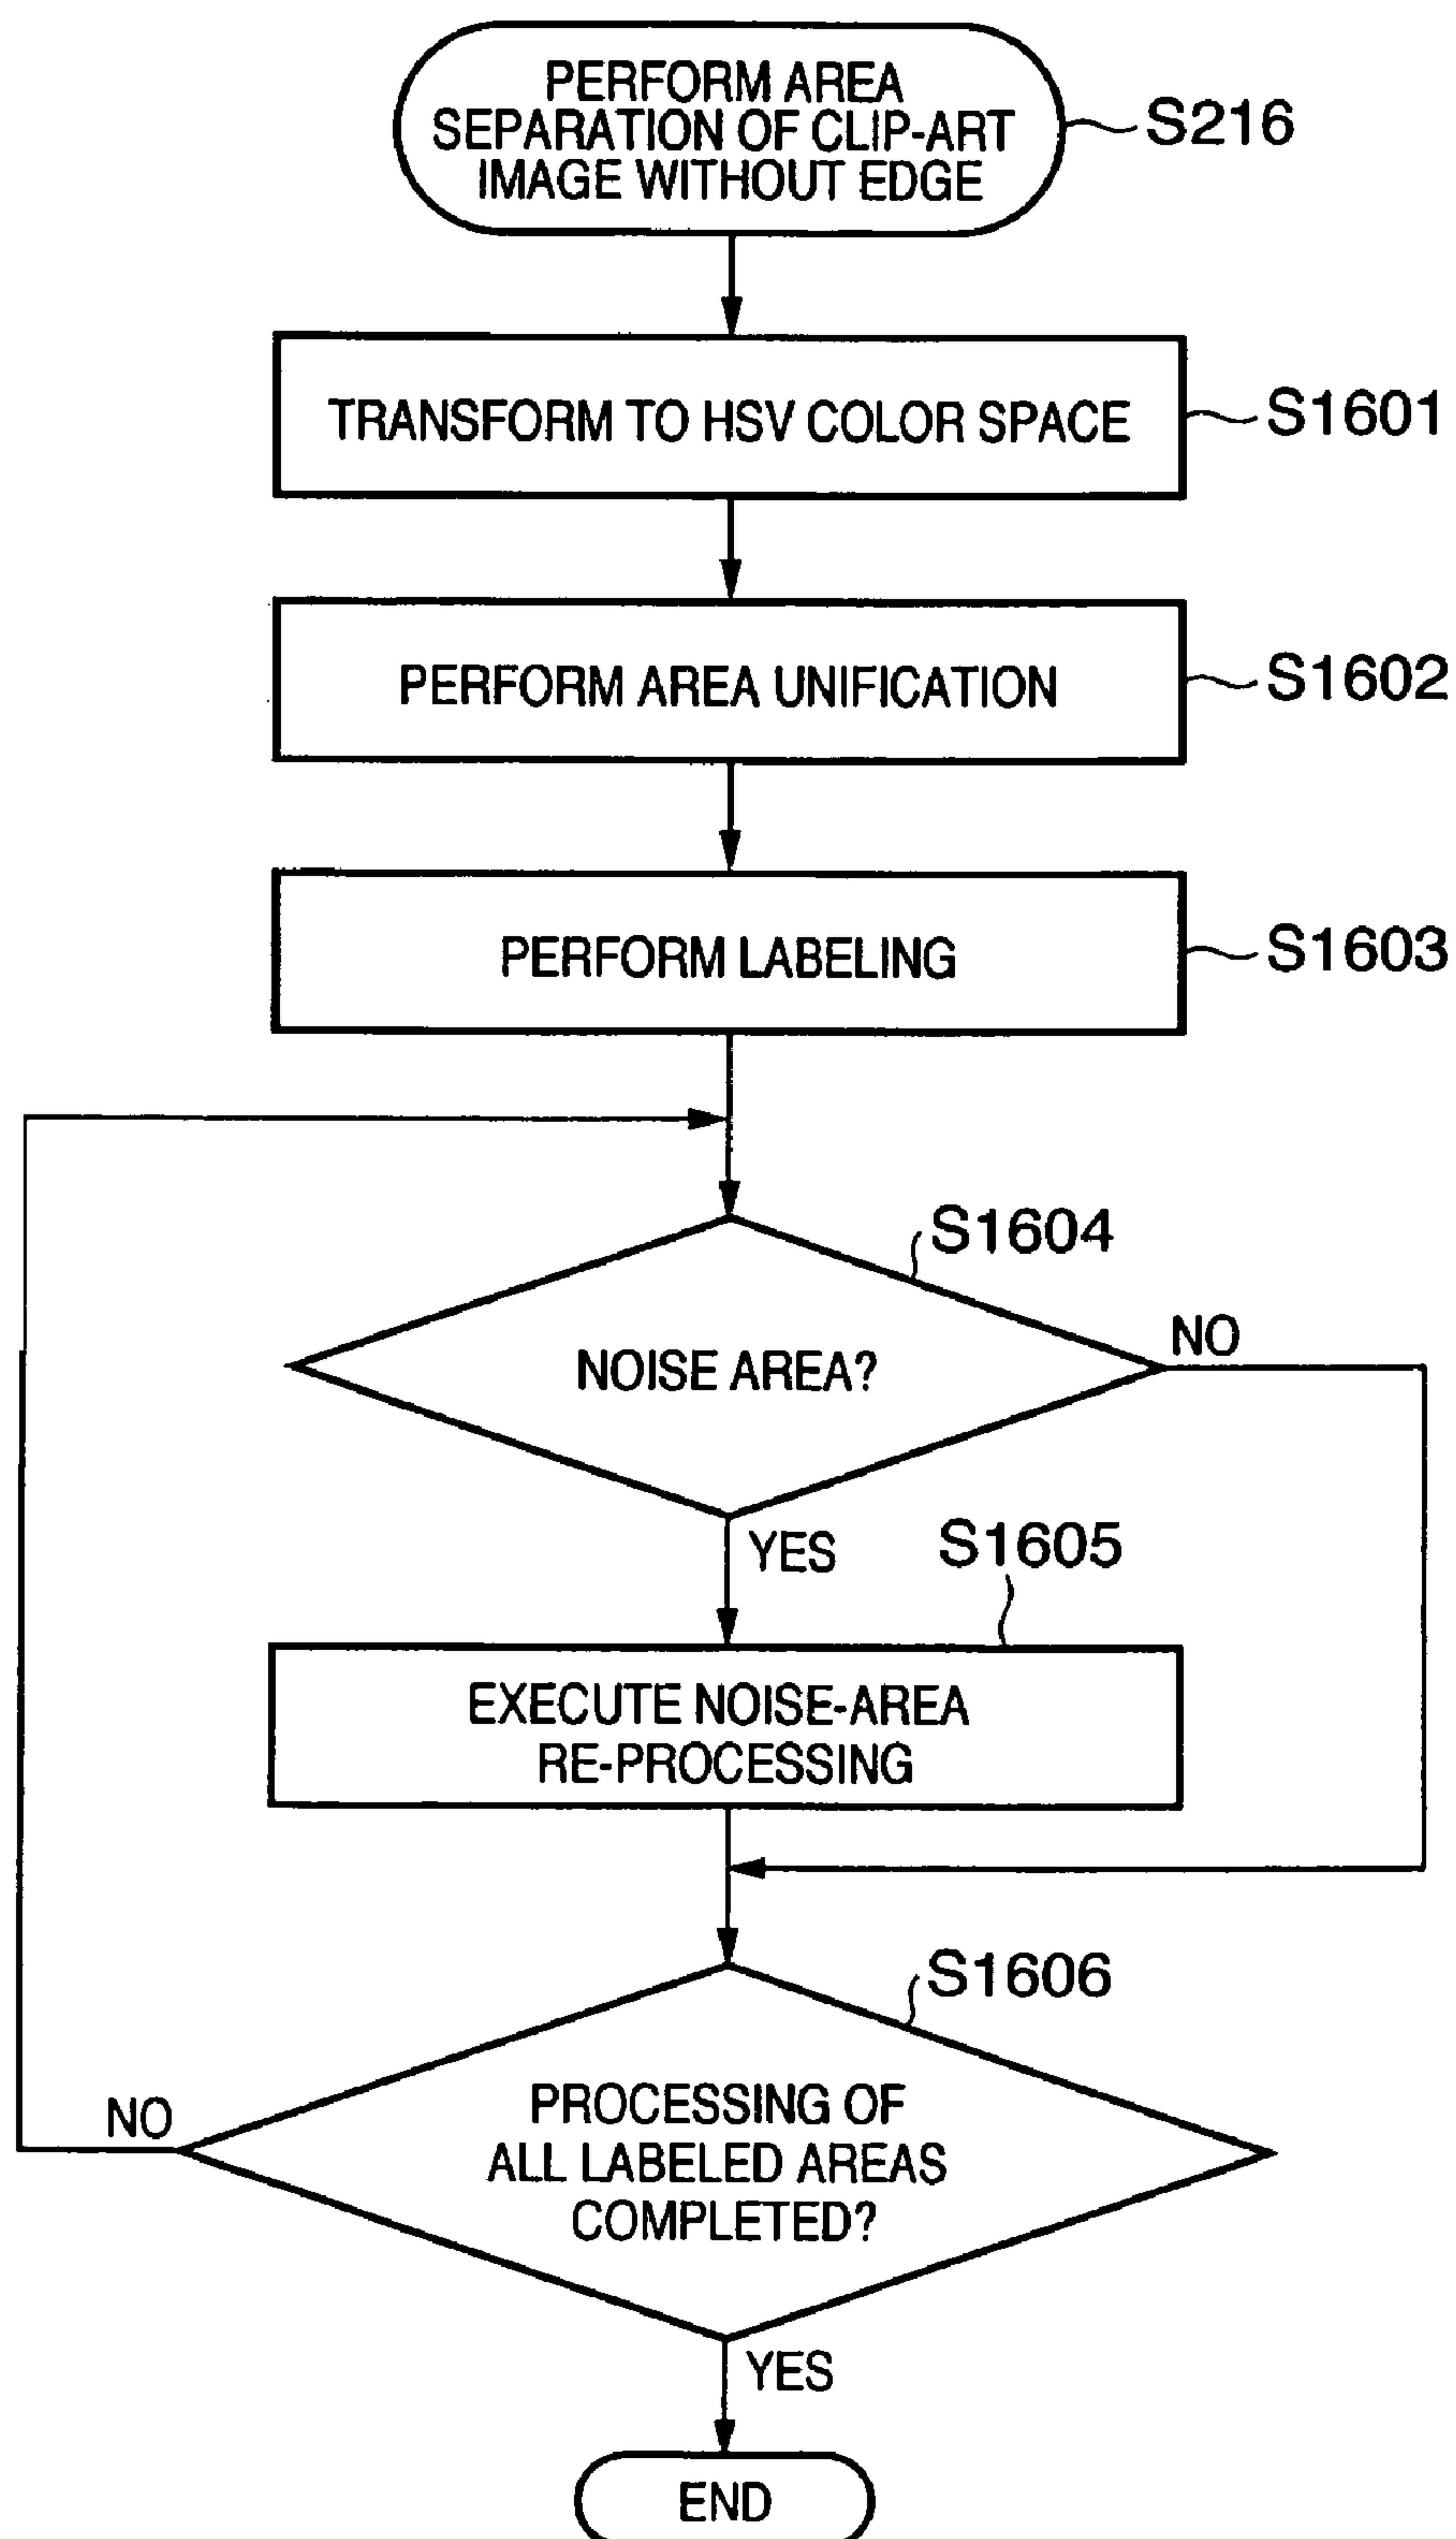 PERFORM AREA
SEPARATION OF CLIP-ART
IMAGE WITHOUT EDGE
S216
TRANSFORM TO HSV COLOR SPACE
S1601
PERFORM AREA UNIFICATION
S1602
PERFORM LABELING
S1603
S1604
NOISE AREA?
NO
YES
S1605
EXECUTE NOISE-AREA
RE-PROCESSING
S1606
PROCESSING OF
ALL LABELED AREAS
COMPLETED?
NO
YES
END